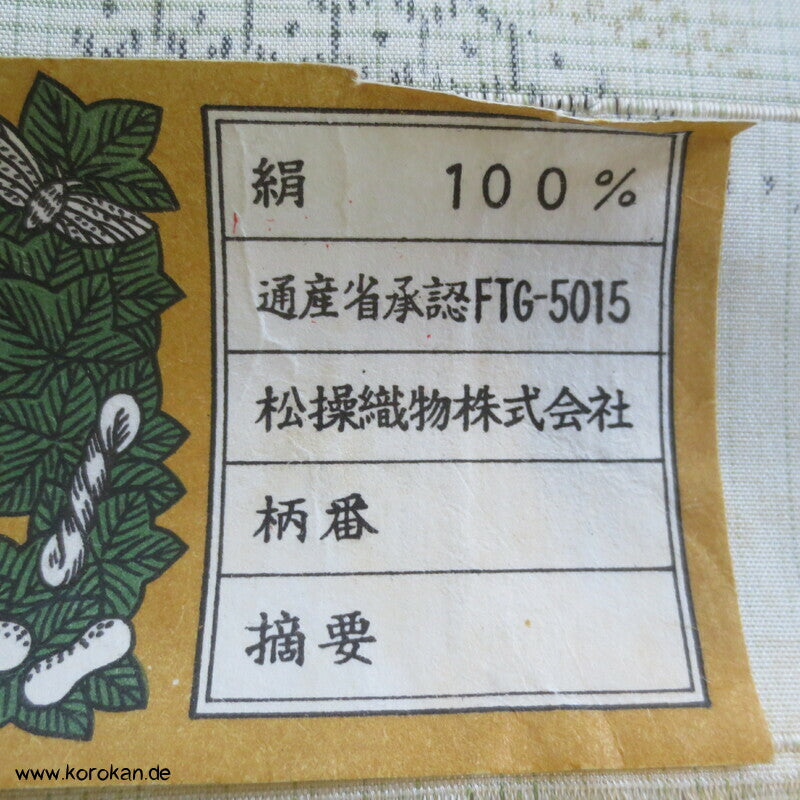 絹 100%
通産省承認FTG-5015
松操織物株式会社
柄番
摘要
www.korokan.de